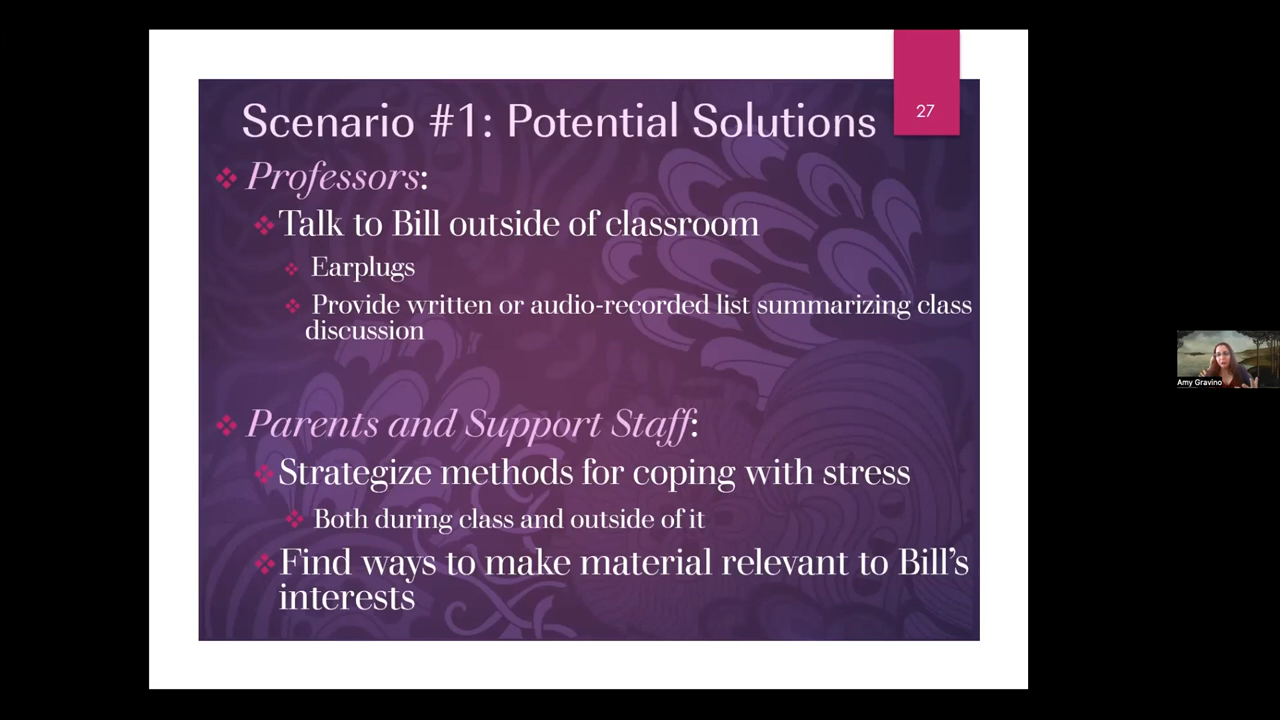 27
Scenario #1: Potential Solutions
Professors:
Talk to Bill outside of classroom
Earplugs
Provide written or audio-recorded list summarizing class
discussion
Parents and Support Staff:
Strategize methods for coping with stress
Both during class and outside of it
Find ways to make material relevant to Bill's
interests
Amy Gravino